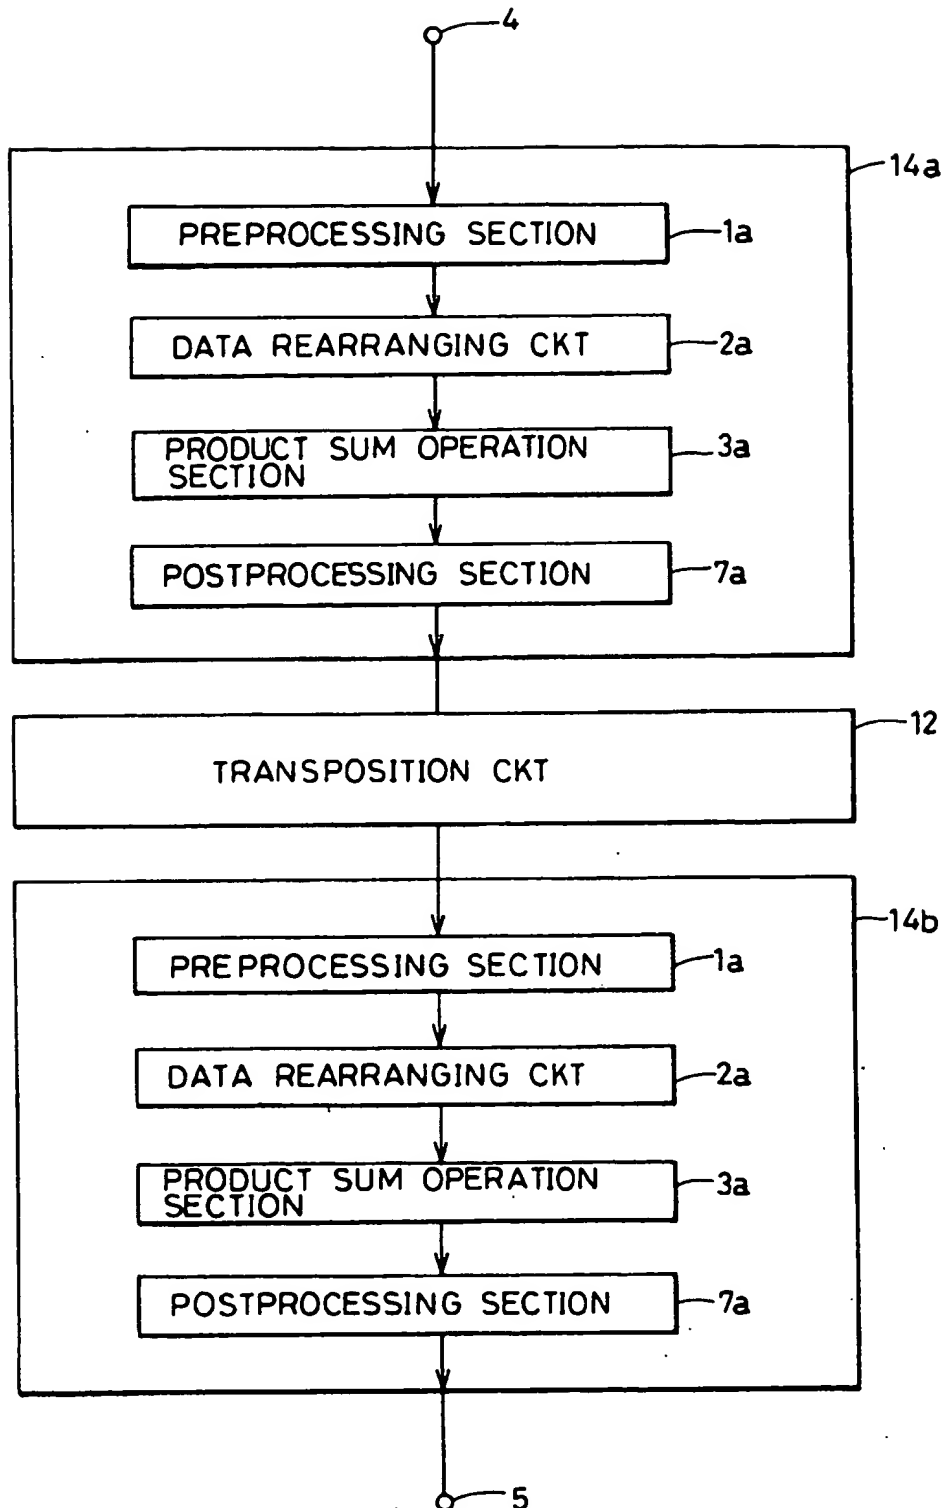 4
14a
PREPROCESSING SECTION
1a
DATA REARRANGING CKT
2a
PRODUCT SUM OPERATION
SECTION
3a
POSTPROCESSING SECTION
7a
12
TRANSPOSITION CKT
14b
PREPROCESSING SECTION
1a
DATA REARRANGING CKT
2a
PRODUCT SUM OPERATION
SECTION
3a
POSTPROCESSING SECTION
7a
5